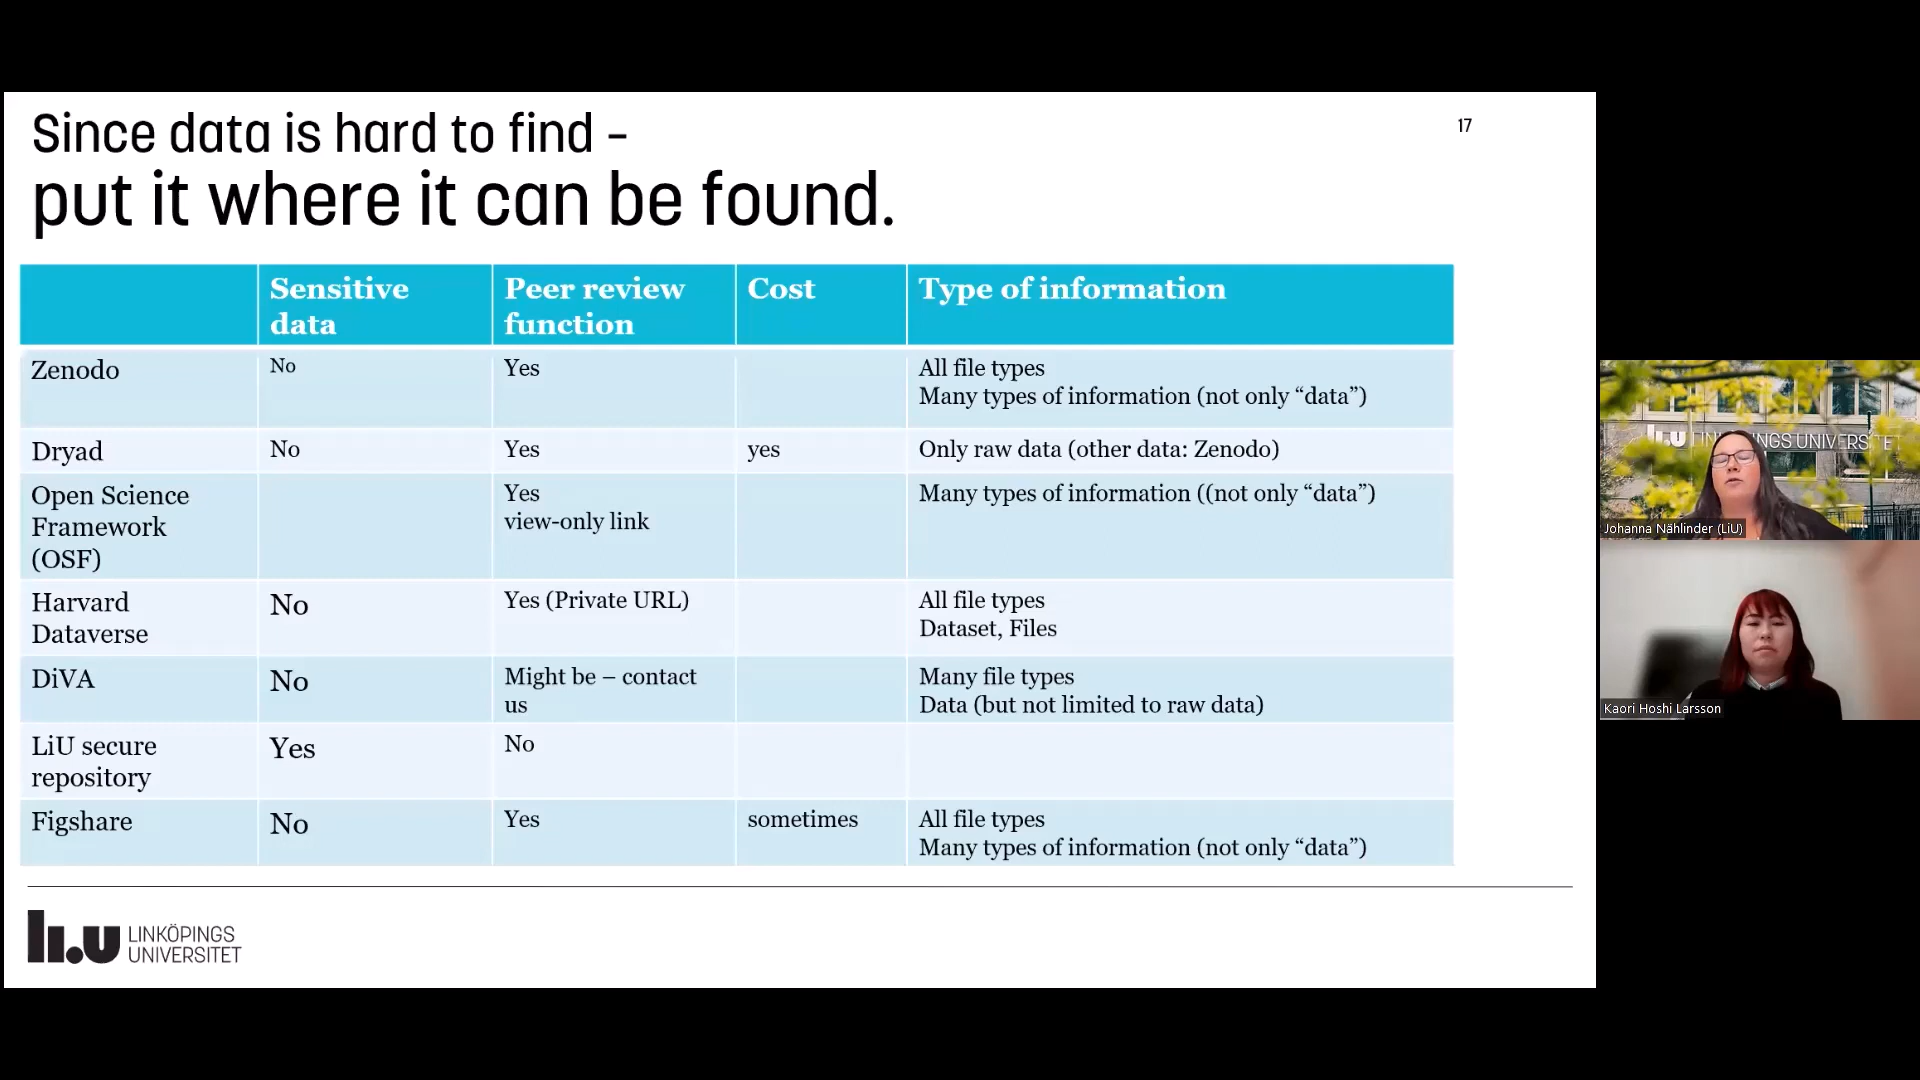 Since data is hard to find –
put it where it can be found.
17
Sensitive data
Peer review function
Cost
Type of information
Zenodo
No
Yes
All file types
Many types of information (not only “data”)
Dryad
No
Yes
yes
Only raw data (other data: Zenodo)
Open Science
Framework
(OSF)
Yes
view-only link
Many types of information ((not only “data”)
Harvard
Dataverse
No
Yes (Private URL)
All file types
Dataset, Files
DiVA
No
Might be – contact
us
Many file types
Data (but not limited to raw data)
LiU secure
repository
Yes
No
Figshare
No
Yes
sometimes
All file types
Many types of information (not only “data”)
li.u LINKÖPINGS
UNIVERSITET
Johanna Nählinder (LiU)
Kaori Hoshi Larsson